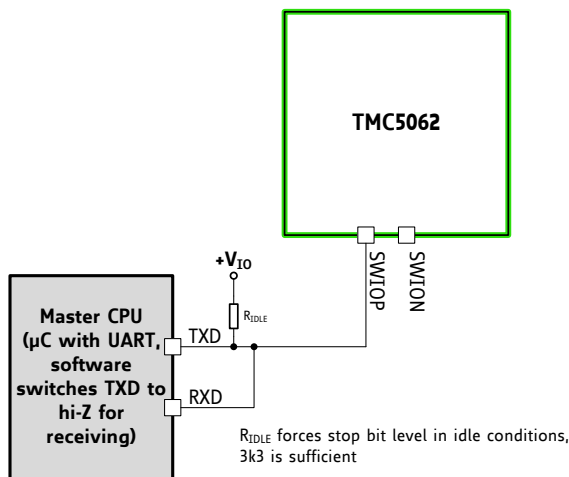 TMC5062
SWIOP
SWION
+VIO
RIDLE
Master CPU
(µC with UART,
software
switches TXD to
hi-Z for
receiving)
TXD
RXD
RIDLE forces stop bit level in idle conditions,
3k3 is sufficient